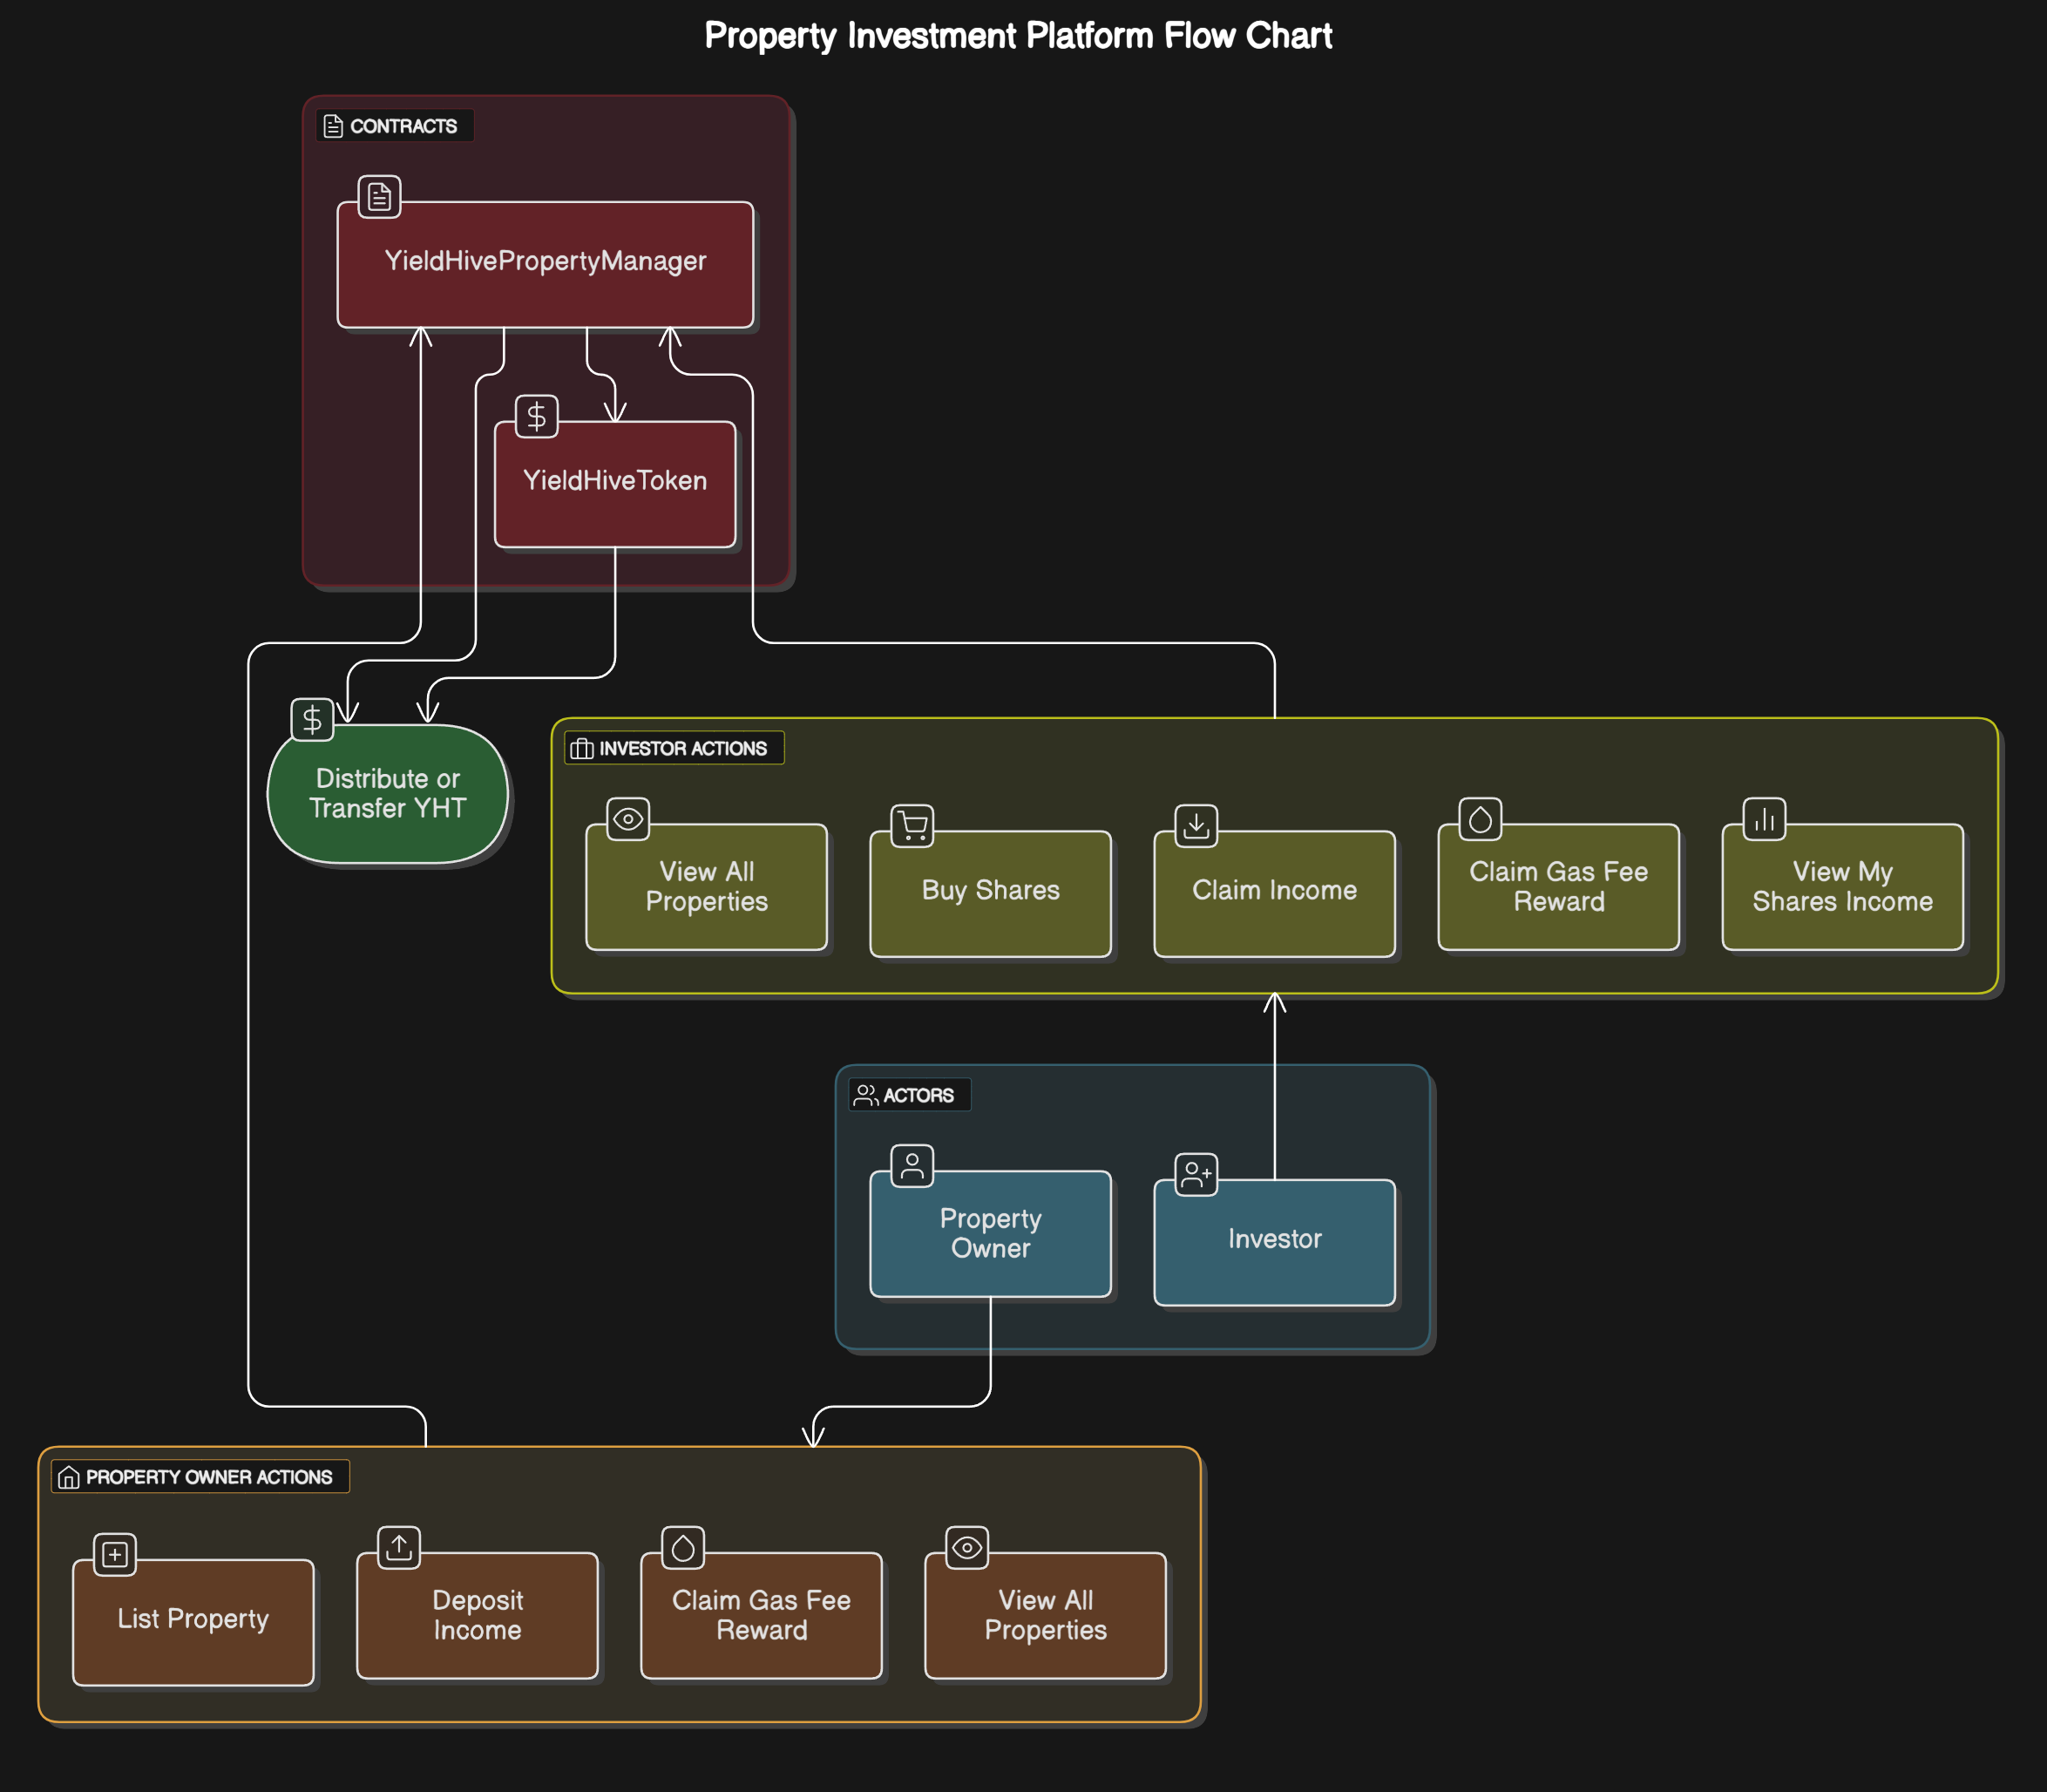 Property Investment Platform Flow Chart
CONTRACTS
YieldHivePropertyManager
$
YieldHiveToken
$
Distribute or
Transfer YHT
INVESTOR ACTIONS
View All
Properties
Buy Shares
Claim Income
Claim Gas Fee
Reward
View My
Shares Income
ACTORS
Property
Owner
Investor
PROPERTY OWNER ACTIONS
List Property
Deposit
Income
Claim Gas Fee
Reward
View All
Properties